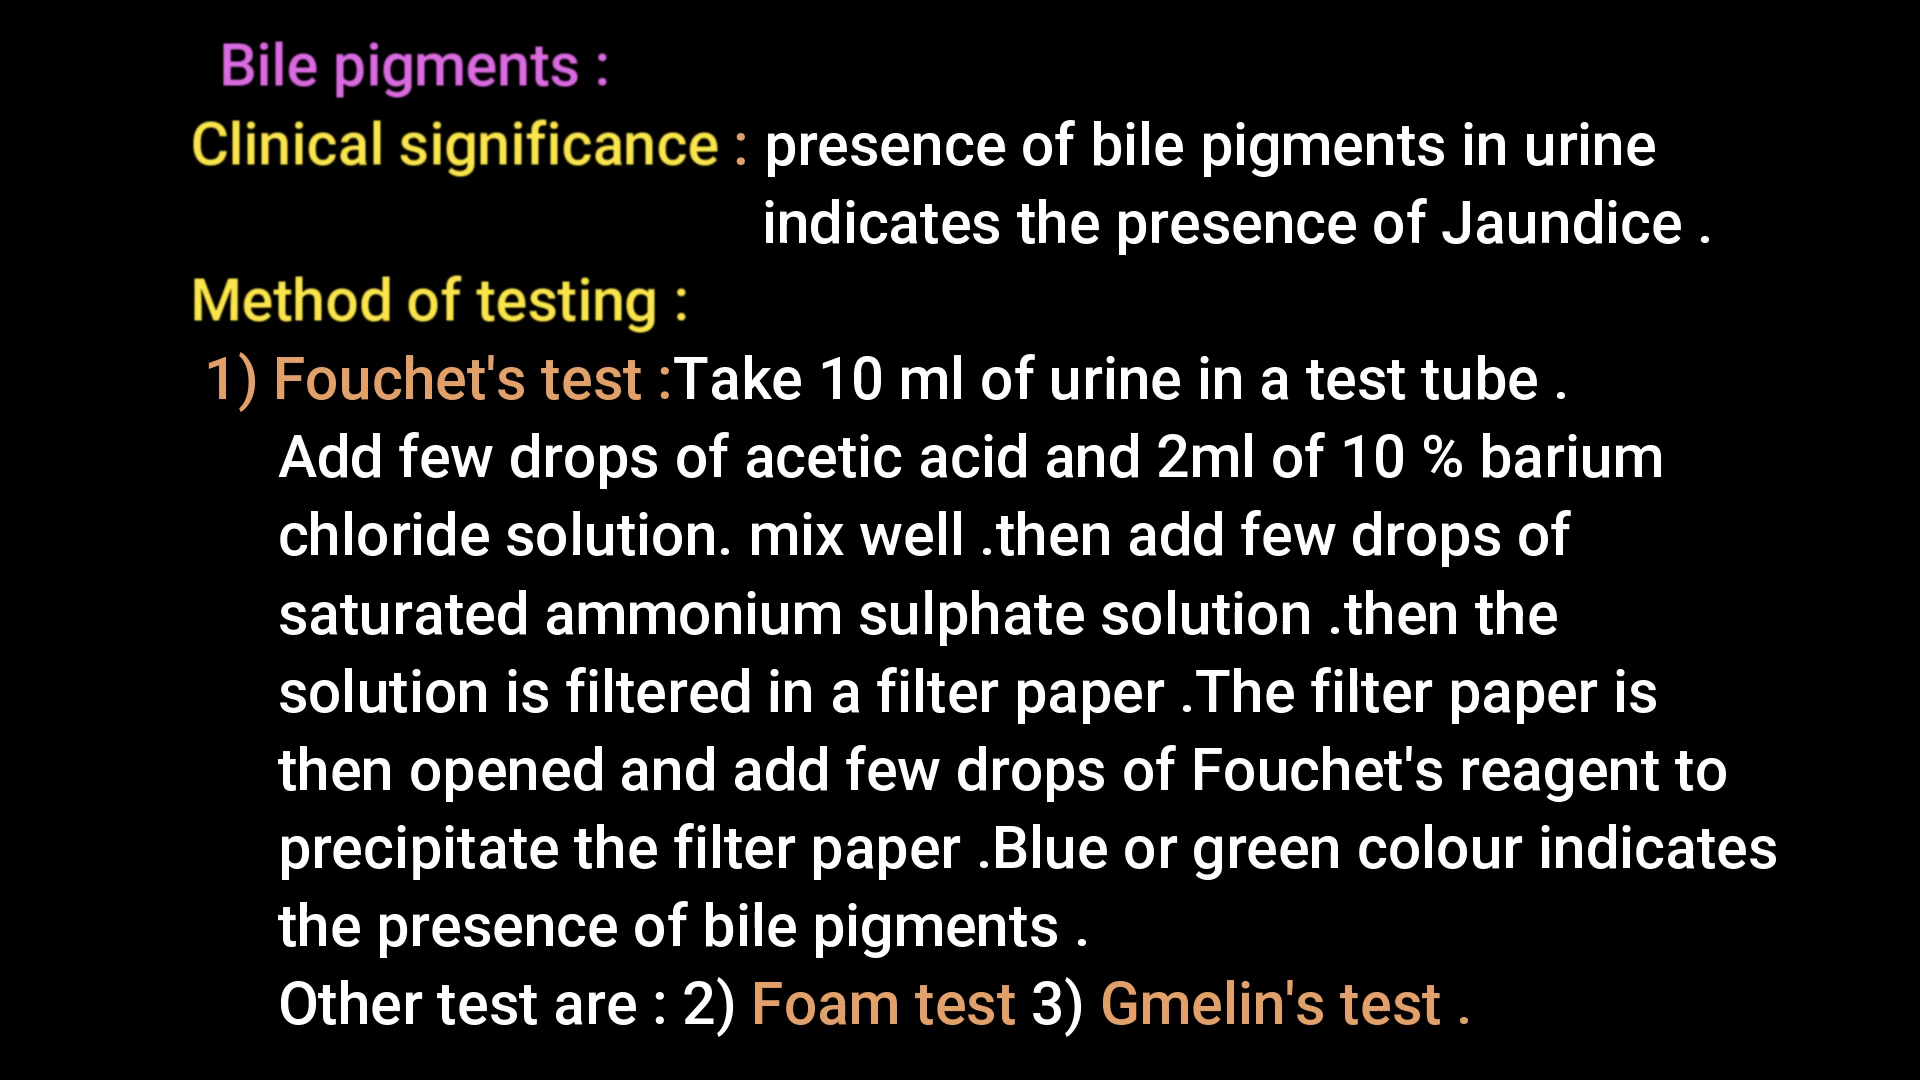 Bile pigments :
Clinical significance : presence of bile pigments in urine
indicates the presence of Jaundice .
Method of testing :
1) Fouchet's test :Take 10 ml of urine in a test tube .
Add few drops of acetic acid and 2ml of 10 % barium
chloride solution. mix well .then add few drops of
saturated ammonium sulphate solution .then the
solution is filtered in a filter paper .The filter paper is
then opened and add few drops of Fouchet's reagent to
precipitate the filter paper .Blue or green colour indicates
the presence of bile pigments .
Other test are : 2) Foam test 3) Gmelin's test .